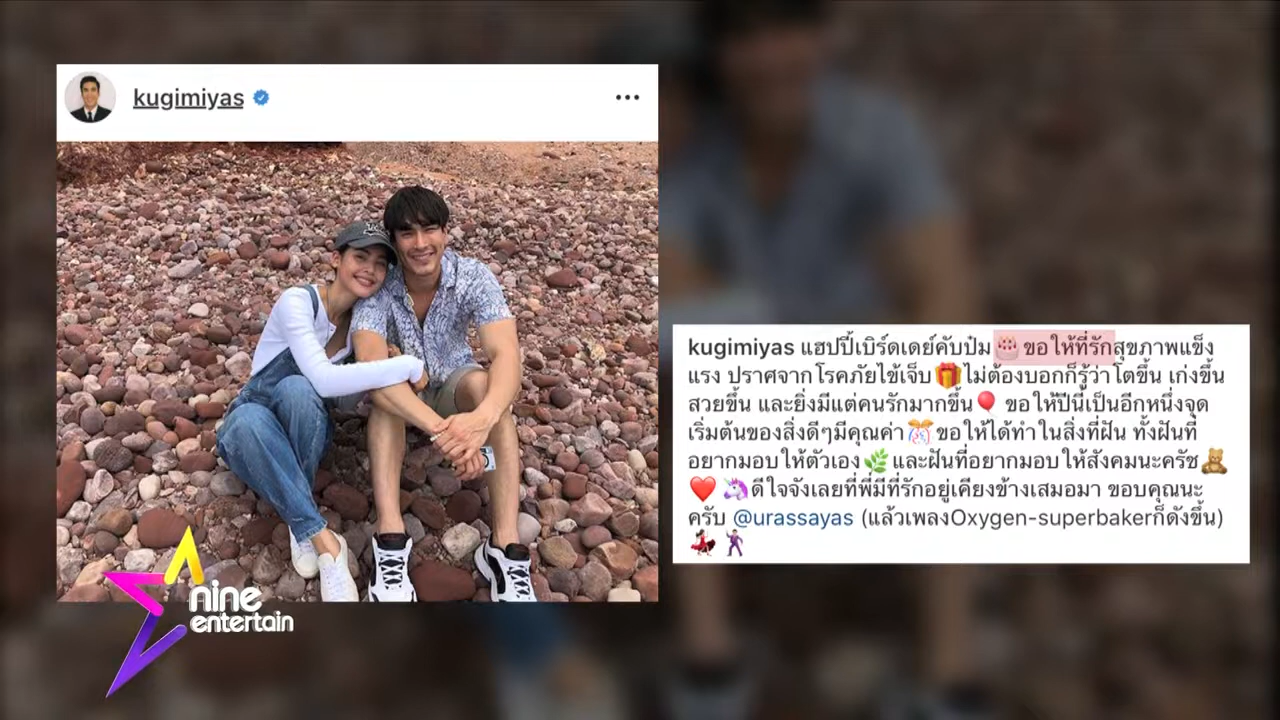 kugimiyas
kugimiyas แฮปปี้เบิร์ดเดย์คับป๋ม🎂ขอให้ที่รักสุขภาพแข็ง
แรง ปราศจากโรคภัยไข้เจ็บ🎁ไม่ต้องบอกก็รู้ว่าโตขึ้น เก่งขึ้น
สวยขึ้น และยิ่งมีแต่คนรักมากขึ้น🎈 ขอให้ปีนี้เป็นอีกหนึ่งจุด
เริ่มต้นของสิ่งดีๆมีคุณค่า🎊ขอให้ได้ทำในสิ่งที่ฝัน ทั้งฝันที่
อยากมอบให้ตัวเอง🌿และฝันที่อยากมอบให้สังคมนะครัช🧸
❤️🦄ดีใจจังเลยที่พี่มีที่รักอยู่เคียงข้างเสมอมา ขอบคุณนะ
ครับ @urassayas (แล้วเพลงOxygen-superbakerก็ดังขึ้น)
💃🕺
nine
entertain